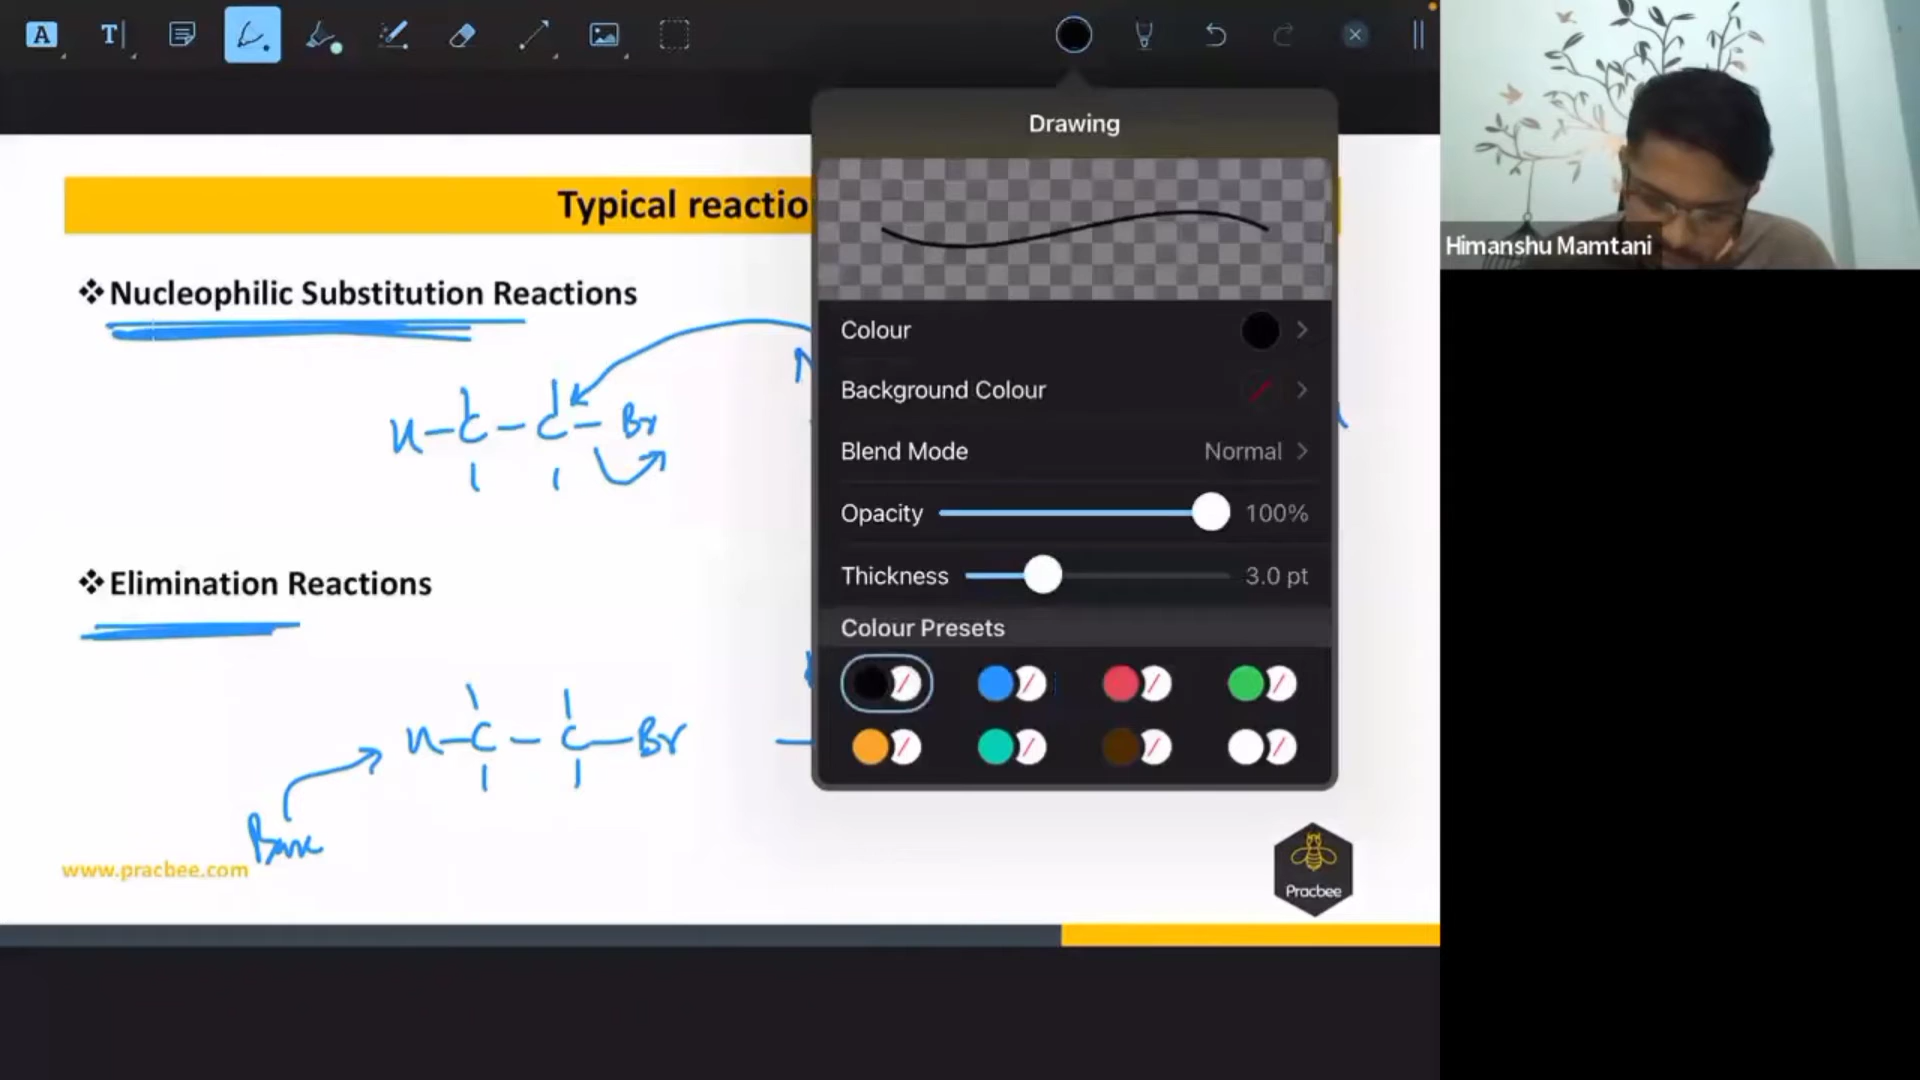 A T
Drawing
Typical reactio
❖Nucleophilic Substitution Reactions
H-C-C-Br
❖Elimination Reactions
H-C-C-Br
Base
www.pracbee.com
Colour
Background Colour
Blend Mode Normal
Opacity 100%
Thickness 3.0 pt
Colour Presets
Pracbee
Himanshu Mamtani